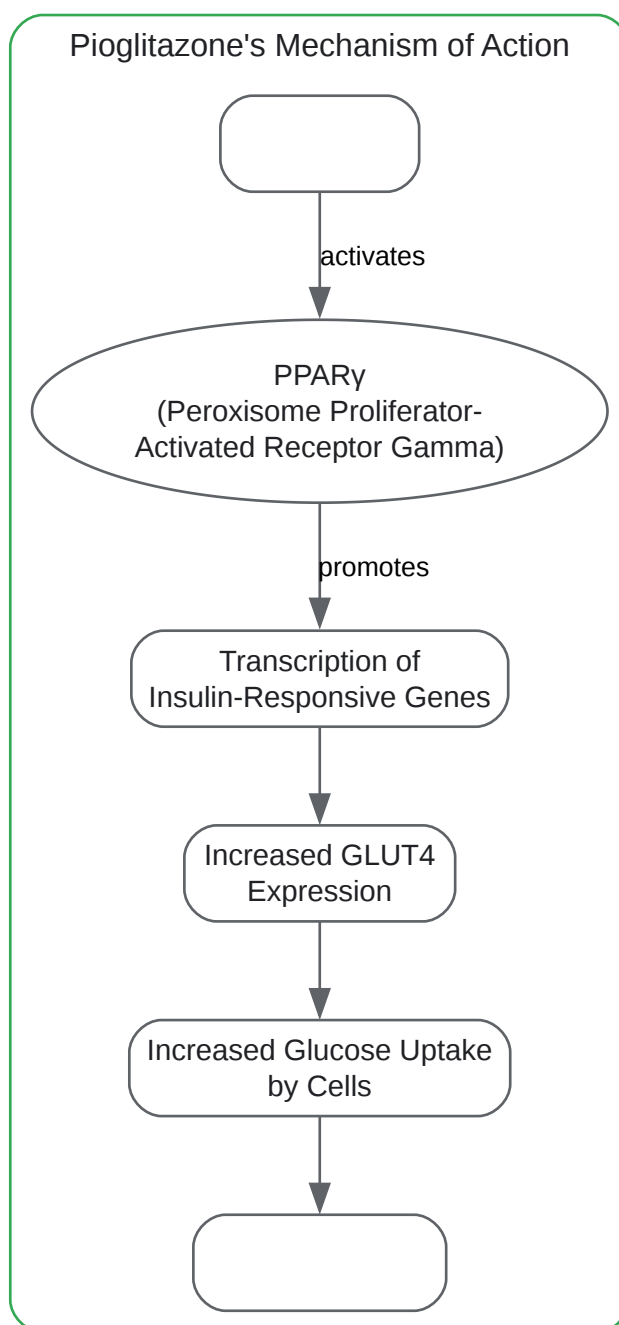 Pioglitazone's Mechanism of Action
activates
PPARγ
(Peroxisome Proliferator-
Activated Receptor Gamma)
promotes
Transcription of
Insulin-Responsive Genes
Increased GLUT4
Expression
Increased Glucose Uptake
by Cells